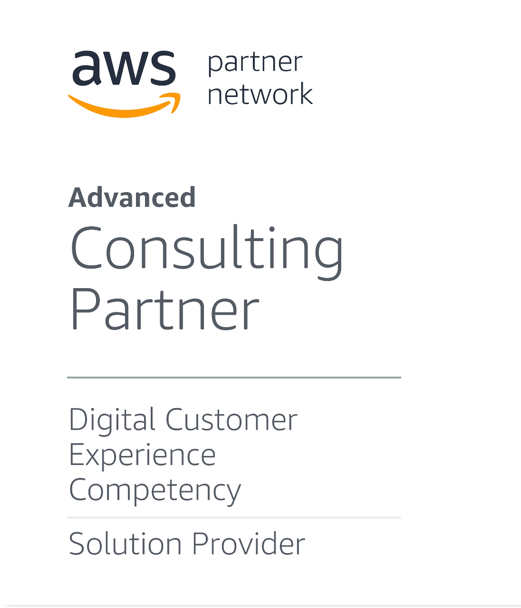 aws partner
network
Advanced
Consulting
Partner
Digital Customer
Experience
Competency
Solution Provider